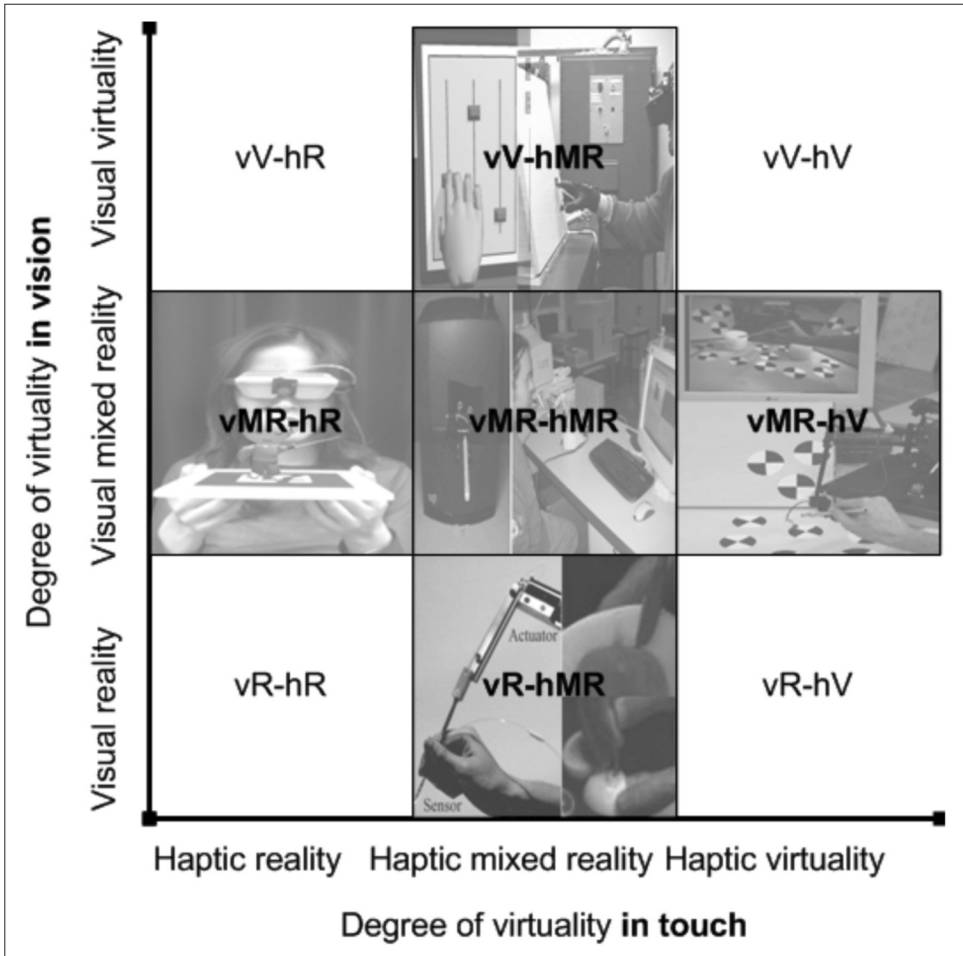 Degree of virtuality in vision
Visual virtuality
Visual mixed reality
Visual reality
vV-hR
vV-hMR
vV-hV
vMR-hR
vMR-hMR
vMR-hV
vR-hR
vR-hMR
vR-hV
Actuator
Sensor
Haptic reality
Haptic mixed reality
Haptic virtuality
Degree of virtuality in touch